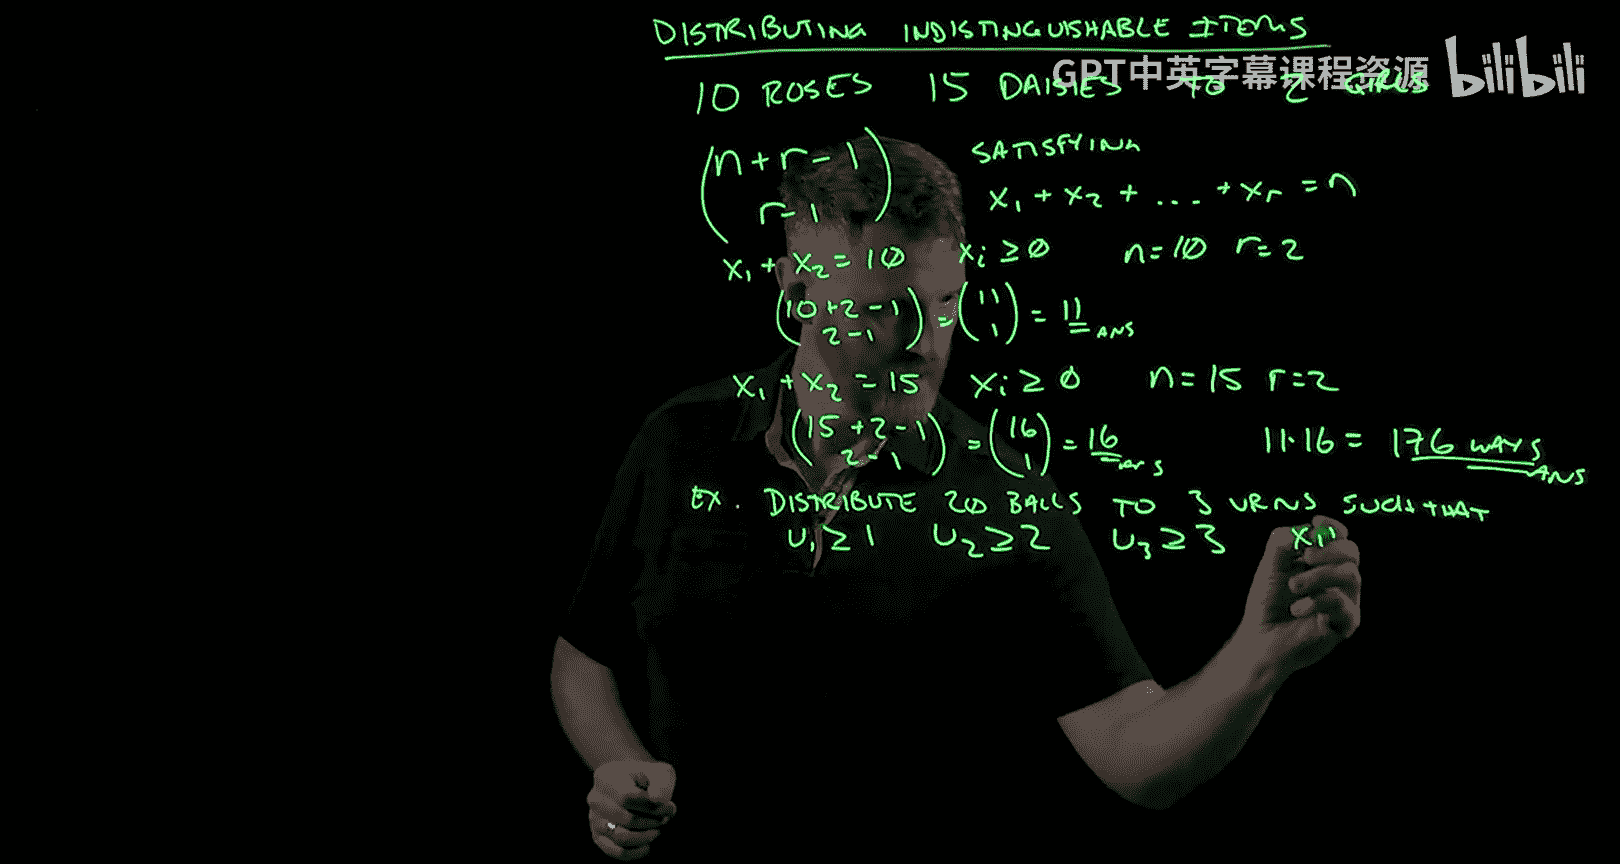 DISTRIBUTING INDISTINGUISHABLE ITEMS
GPT中英字幕课程资源 bilibili
10 ROSES 15 DAISIES TO 2 GIRLS
(n+r-1
r-1) SATISFYING
x₁ + x₂ + ... + xᵣ = n
x₁ + x₂ = 10 xᵢ ≥ 0 n=10 r=2
(10+2-1
2-1) = (11
1) = 11 ANS
x₁ + x₂ = 15 xᵢ ≥ 0 n=15 r=2
(15+2-1
2-1) = (16
1) = 16 ANS 11·16 = 176 WAYS ANS
EX. DISTRIBUTE 20 BALLS TO 3 URNS SUCH THAT
U₁ ≥ 1 U₂ ≥ 2 U₃ ≥ 3